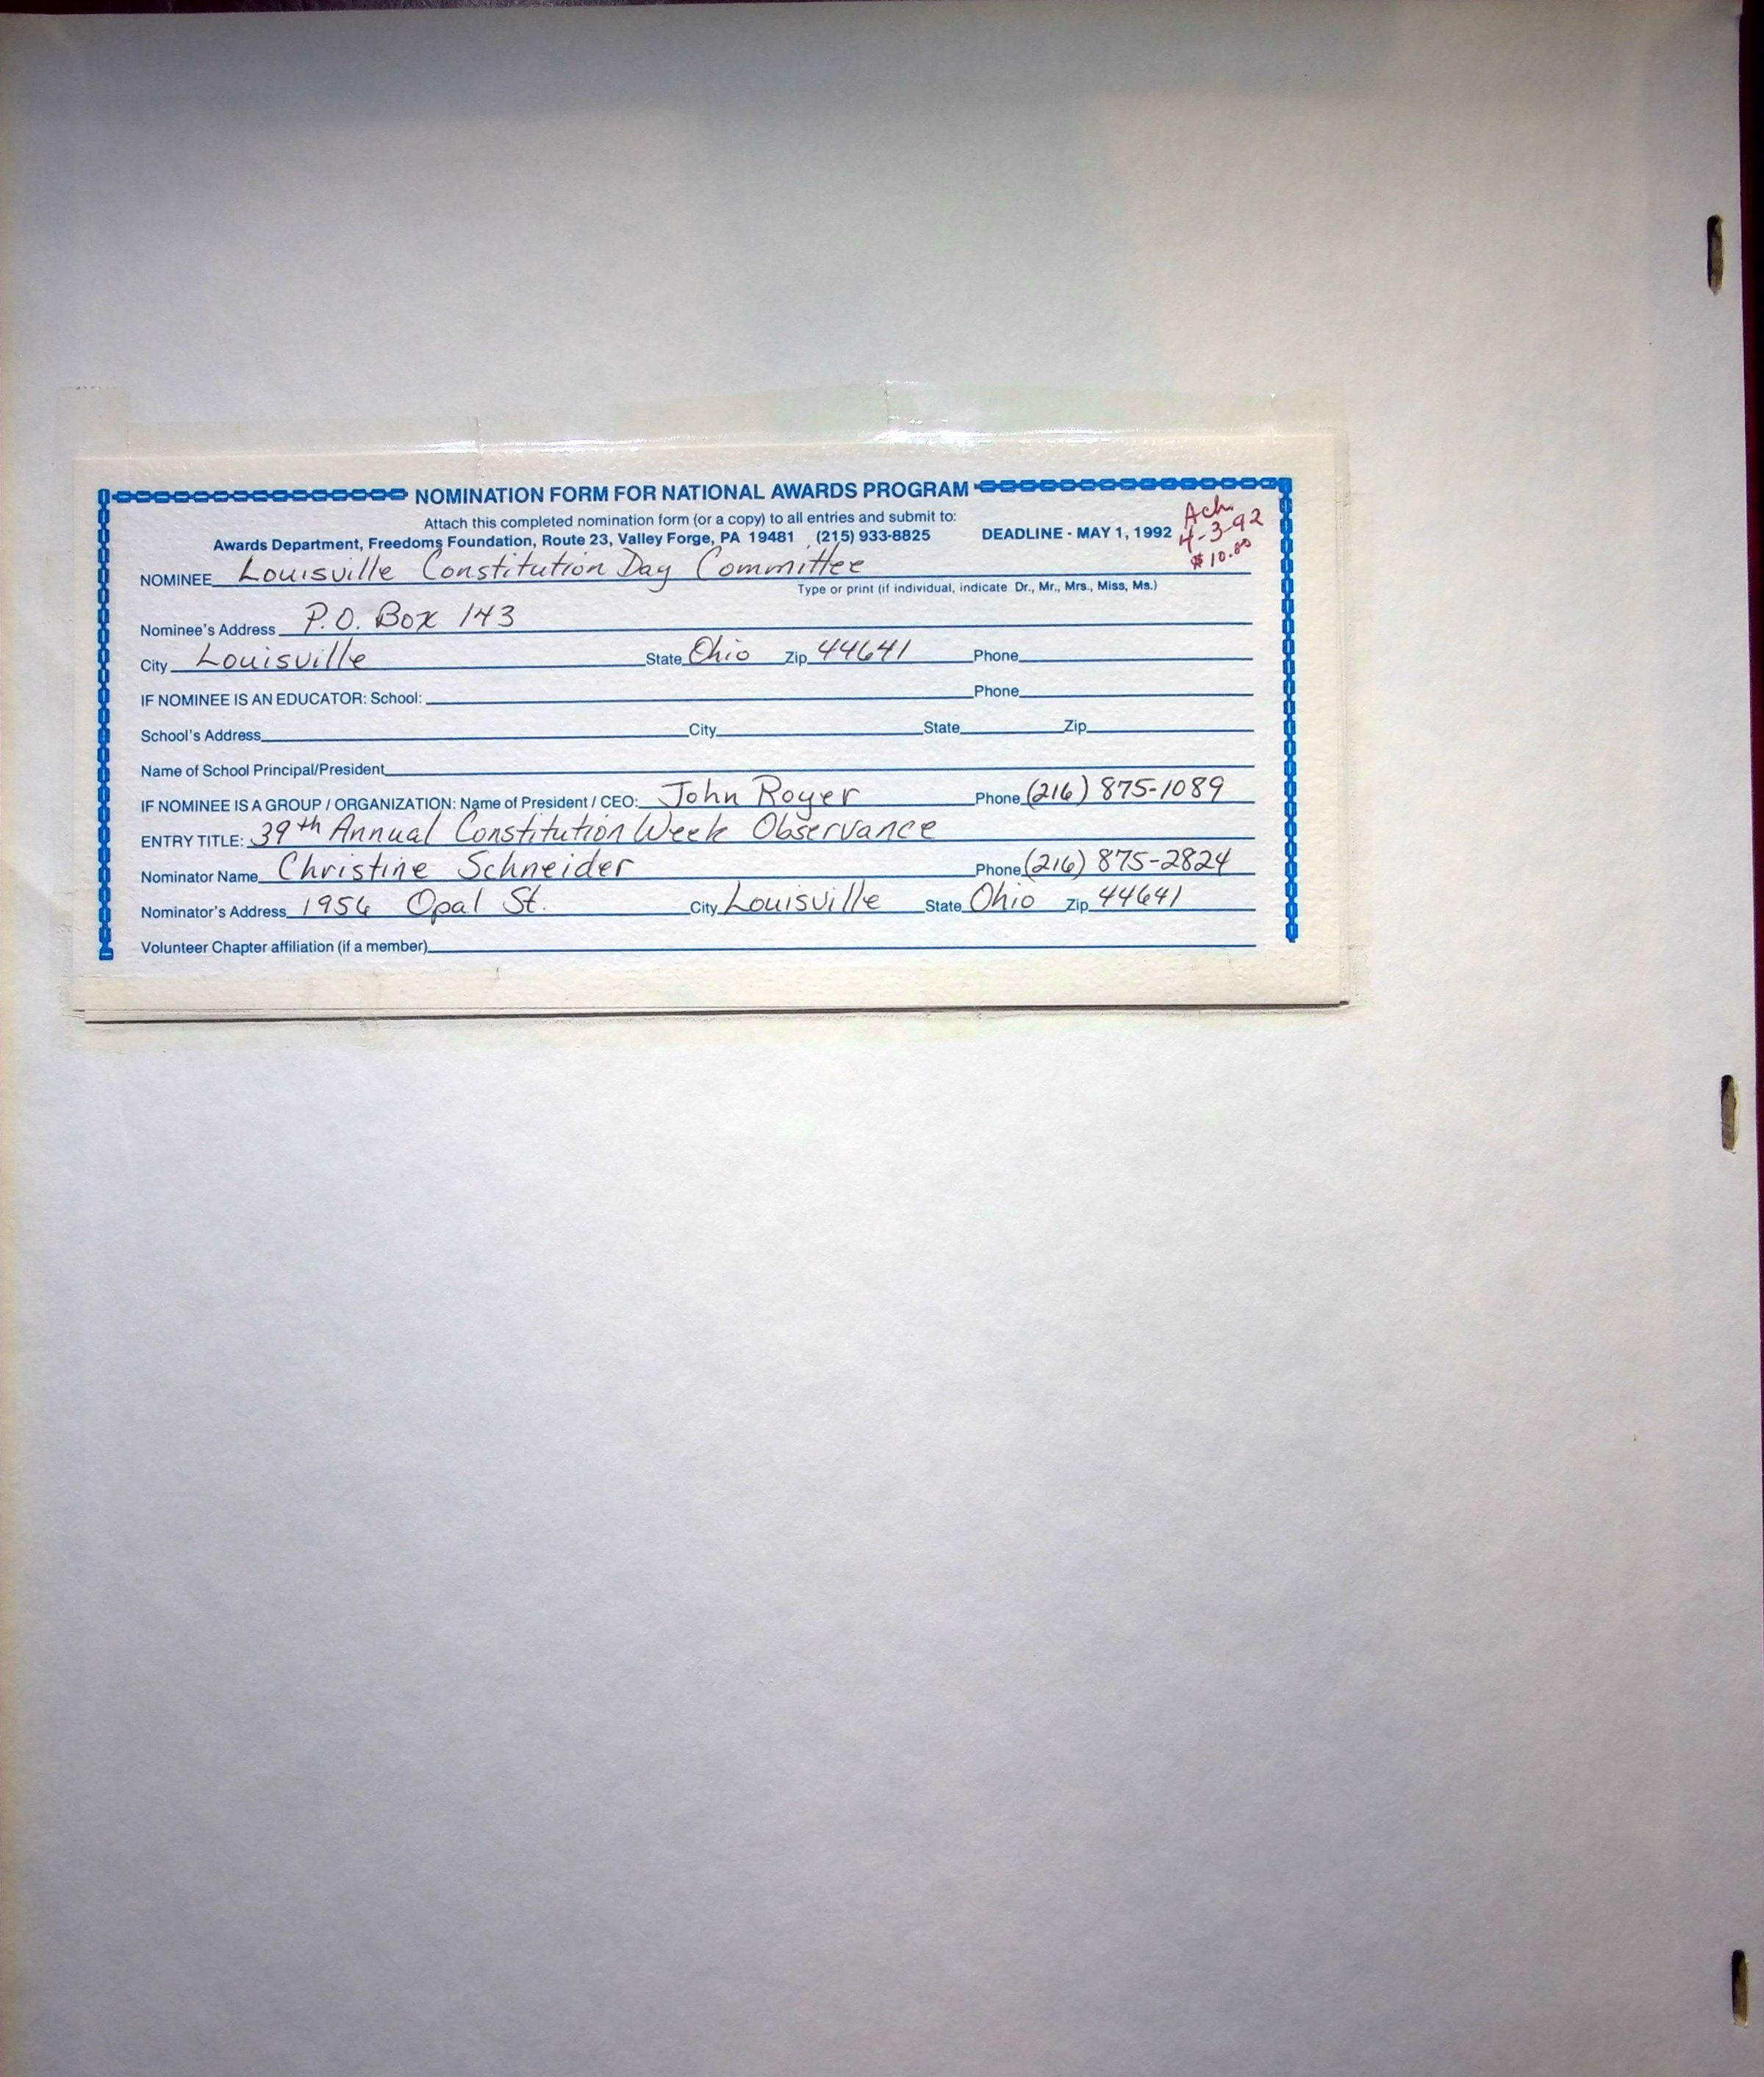 NOMINATION FORM FOR NATIONAL AWARDS PROGRAM
Attach this completed nomination form (or a copy) to all entries and submit to:
Awards Department, Freedoms Foundation, Route 23, Valley Forge, PA 19481 (215) 933-8825
DEADLINE - MAY 1, 1992
Ach.
4-3-92
$10.00
NOMINEE Louisville Constitution Day Committee
Type or print (if individual, indicate Dr., Mr., Mrs., Miss, Ms.)
Nominee's Address P.O. Box 143
City Louisville State Ohio Zip 44641 Phone
IF NOMINEE IS AN EDUCATOR: School: Phone
School's Address City State Zip
Name of School Principal/President
IF NOMINEE IS A GROUP / ORGANIZATION: Name of President / CEO: John Royer Phone (216) 875-1089
ENTRY TITLE: 39th Annual Constitution Week Observance
Nominator Name Christine Schneider Phone (216) 875-2824
Nominator's Address 1956 Opal St. City Louisville State Ohio Zip 44641
Volunteer Chapter affiliation (if a member)